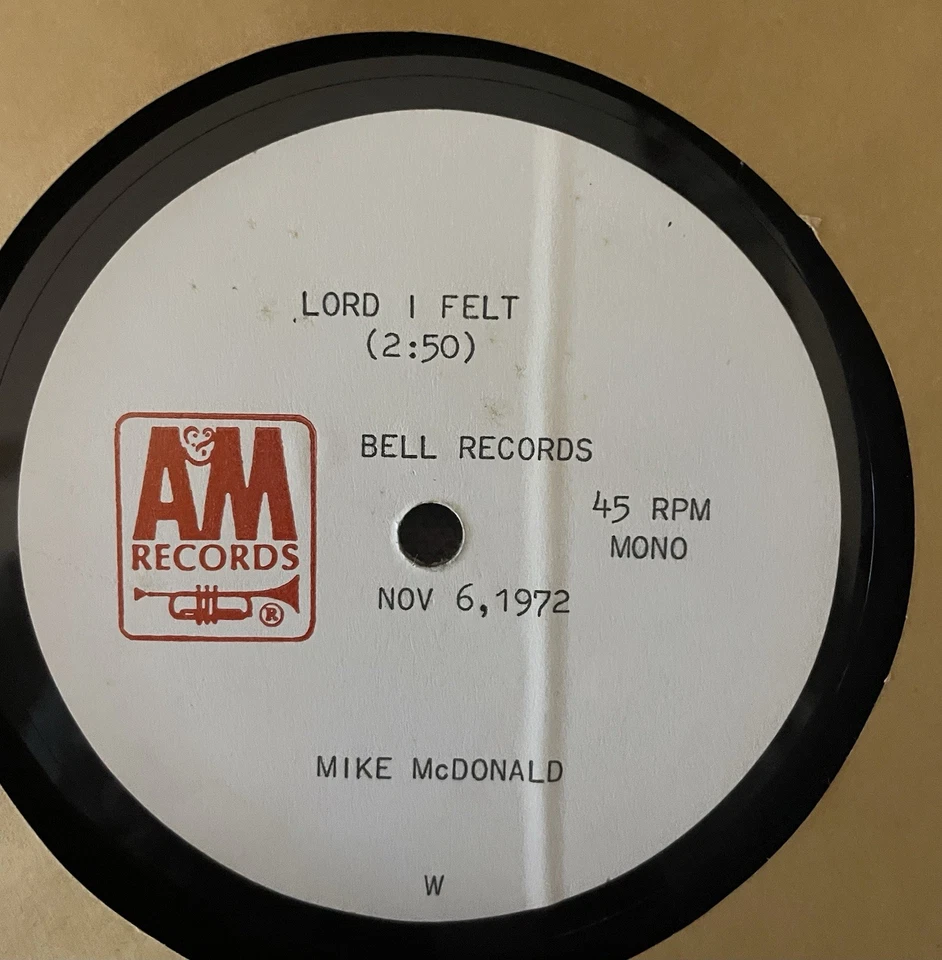 LORD I FELT
(2:50)
A&M
RECORDS
®
BELL RECORDS
45 RPM
MONO
NOV 6,1972
MIKE McDONALD
W